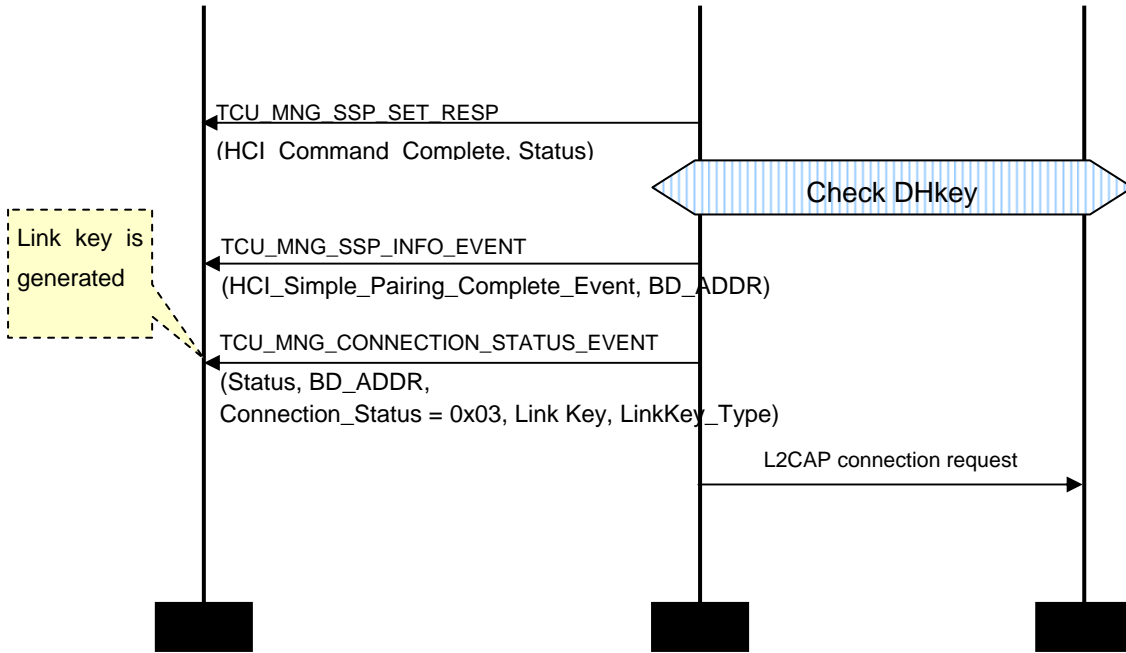 TCU_MNG_SSP_SET_RESP
(HCI_Command_Complete, Status)
Check DHkey
Link key is
generated
TCU_MNG_SSP_INFO_EVENT
(HCI_Simple_Pairing_Complete_Event, BD_ADDR)
TCU_MNG_CONNECTION_STATUS_EVENT
(Status, BD_ADDR,
Connection_Status = 0x03, Link Key, LinkKey_Type)
L2CAP connection request